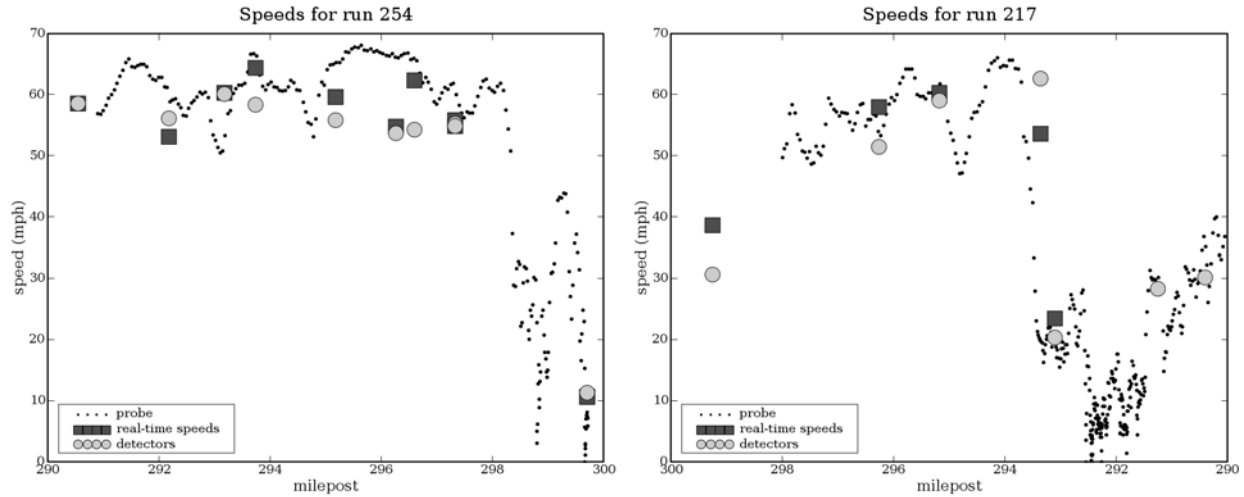 Speeds for run 254
70
60
50
40
30
20
10
0
speed (mph)
probe
real-time speeds
detectors
290 292 294 296 298 300
milepost
Speeds for run 217
70
60
50
40
30
20
10
0
speed (mph)
probe
real-time speeds
detectors
300 298 296 294 292 290
milepost